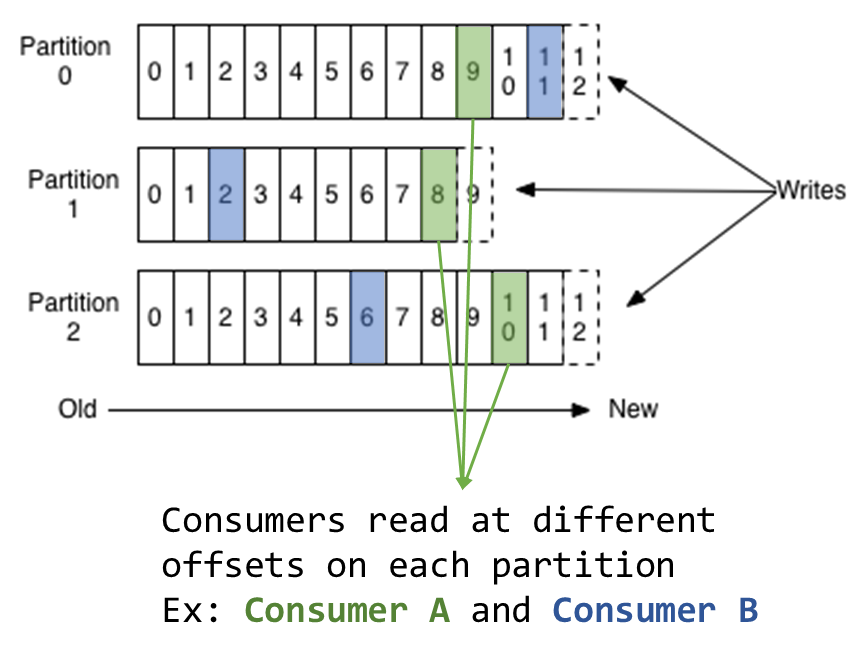 Partition
0
0 1 2 3 4 5 6 7 8 9 10 11 12
Partition
1
0 1 2 3 4 5 6 7 8 9
Writes
Partition
2
0 1 2 3 4 5 6 7 8 9 10 11 12
Old New
Consumers read at different
offsets on each partition
Ex: Consumer A and Consumer B